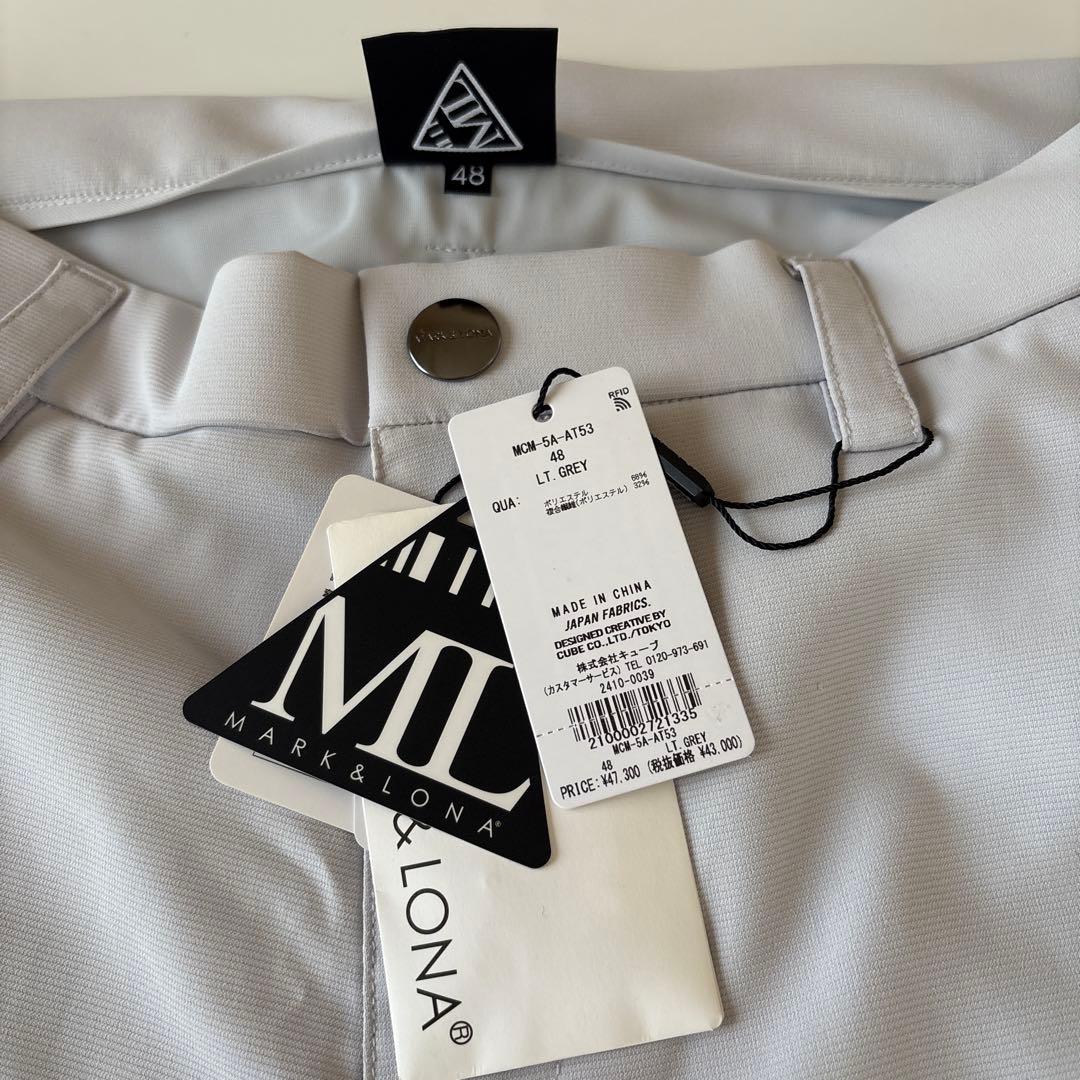 48
MARK & LONA
RFID
MCM-5A-AT53
48
LT. GREY
QUA: ポリエステル 68%
複合繊維(ポリエステル) 32%
MADE IN CHINA
JAPAN FABRICS.
DESIGNED CREATIVE BY
CUBE CO.,LTD./TOKYO
株式会社キューブ
(カスタマーサービス) TEL 0120-973-691
2410-0039
2100002721335
MCM-5A-AT53
48 LT. GREY
PRICE:¥47,300 (税抜価格 ¥43,000)
ML
MARK & LONA®
& LONA®